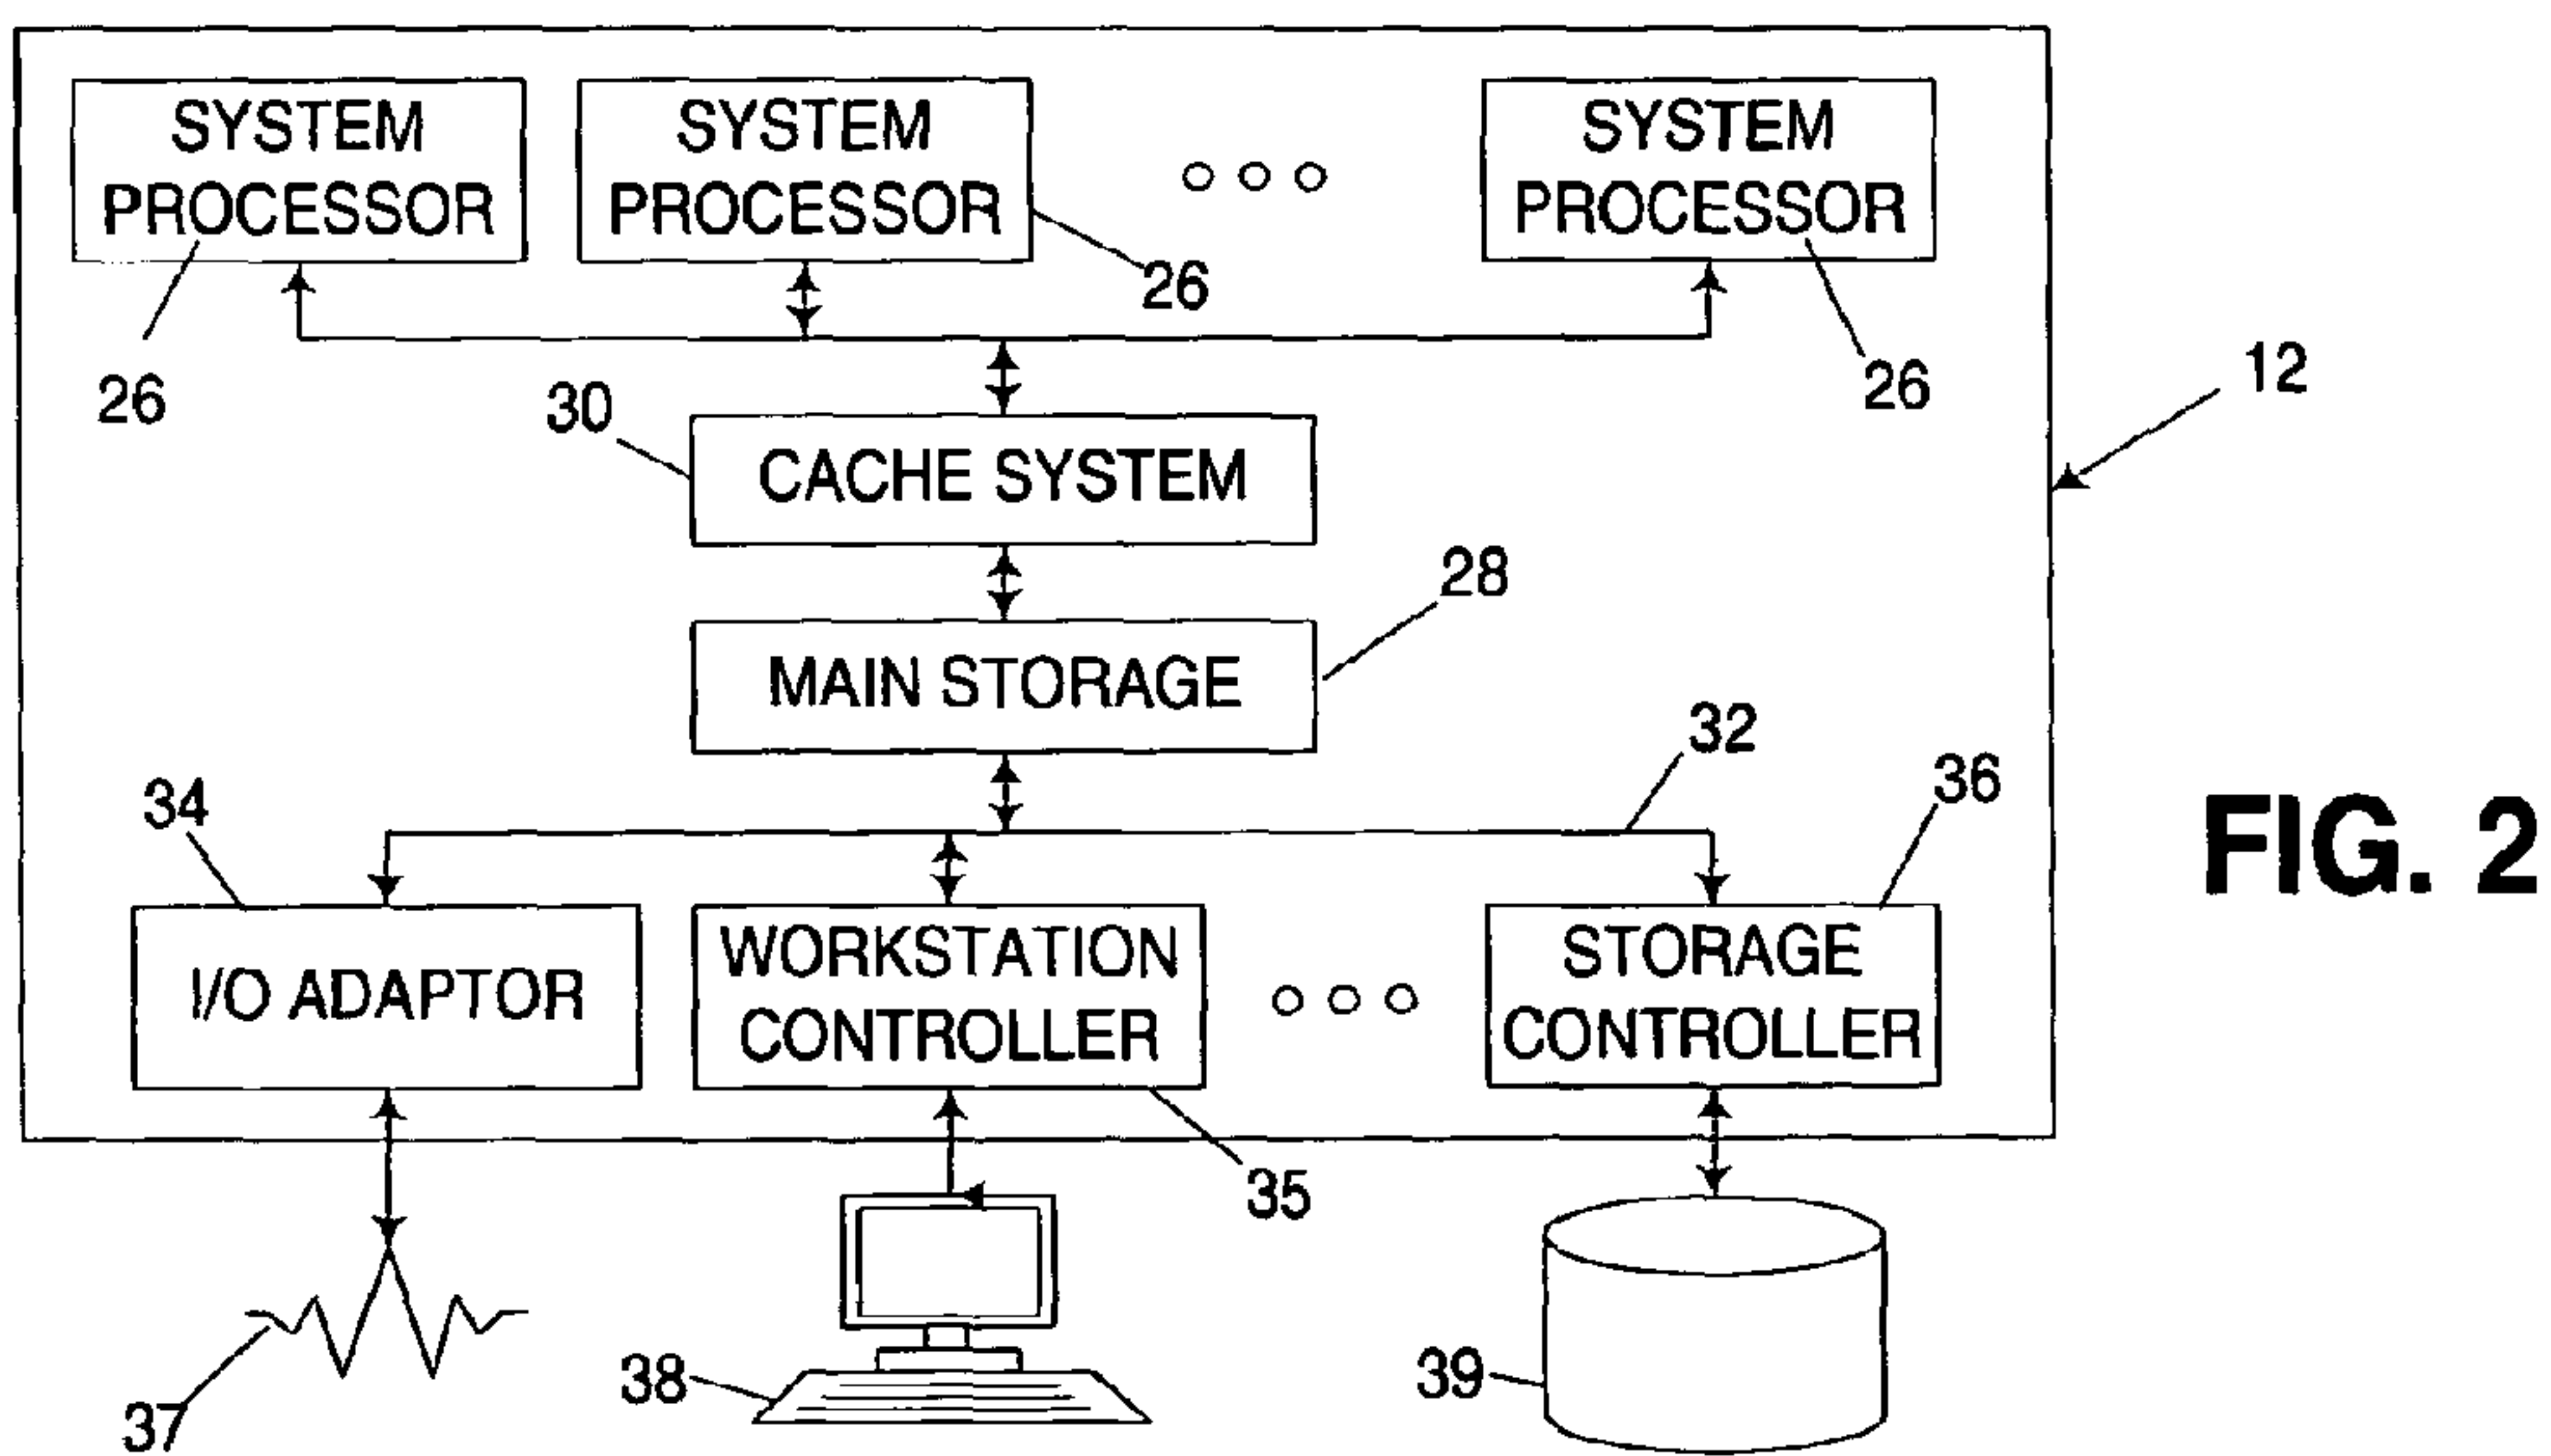 SYSTEM
PROCESSOR
SYSTEM
PROCESSOR
SYSTEM
PROCESSOR
26
26
26
12
30
CACHE SYSTEM
28
MAIN STORAGE
32
34
36
I/O ADAPTOR
WORKSTATION
CONTROLLER
STORAGE
CONTROLLER
FIG. 2
35
37
38
39